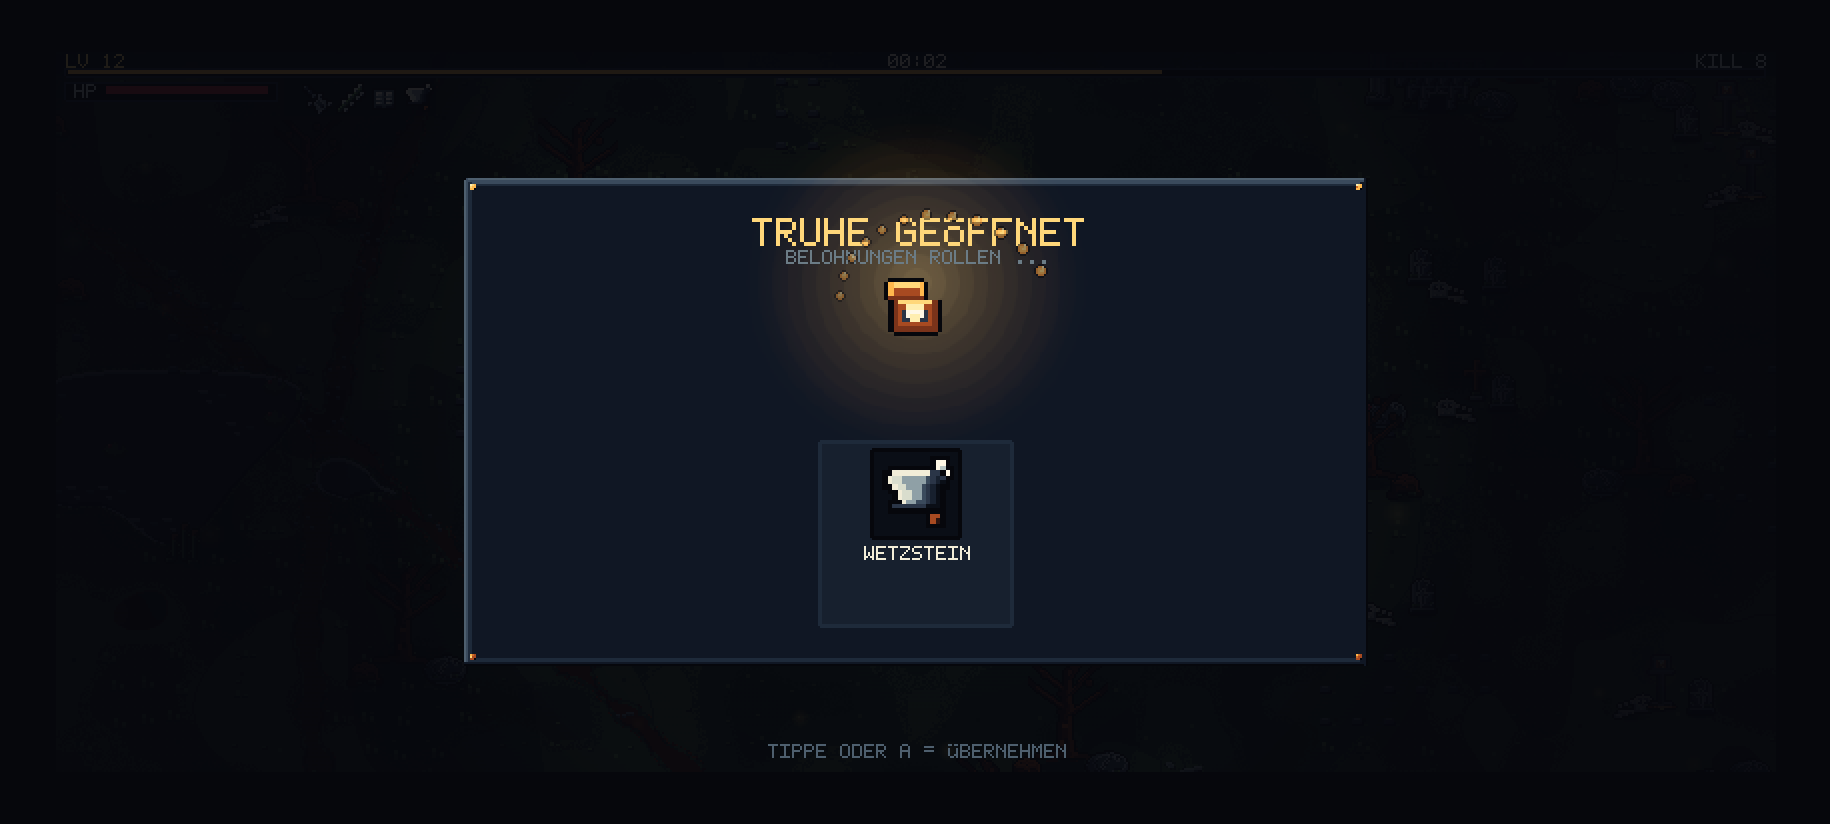 LV 12 00:02 KILL 8
HP
TRUHE GEöFFNET
BELOHNUNGEN ROLLEN ...
WETZSTEIN
TIPPE ODER A = üBERNEHMEN